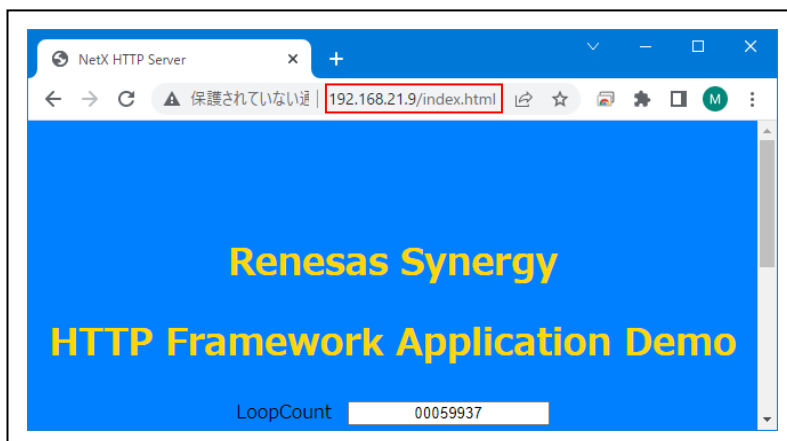 NetX HTTP Server
保護されていない通 192.168.21.9/index.html M
Renesas Synergy
HTTP Framework Application Demo
LoopCount 00059937